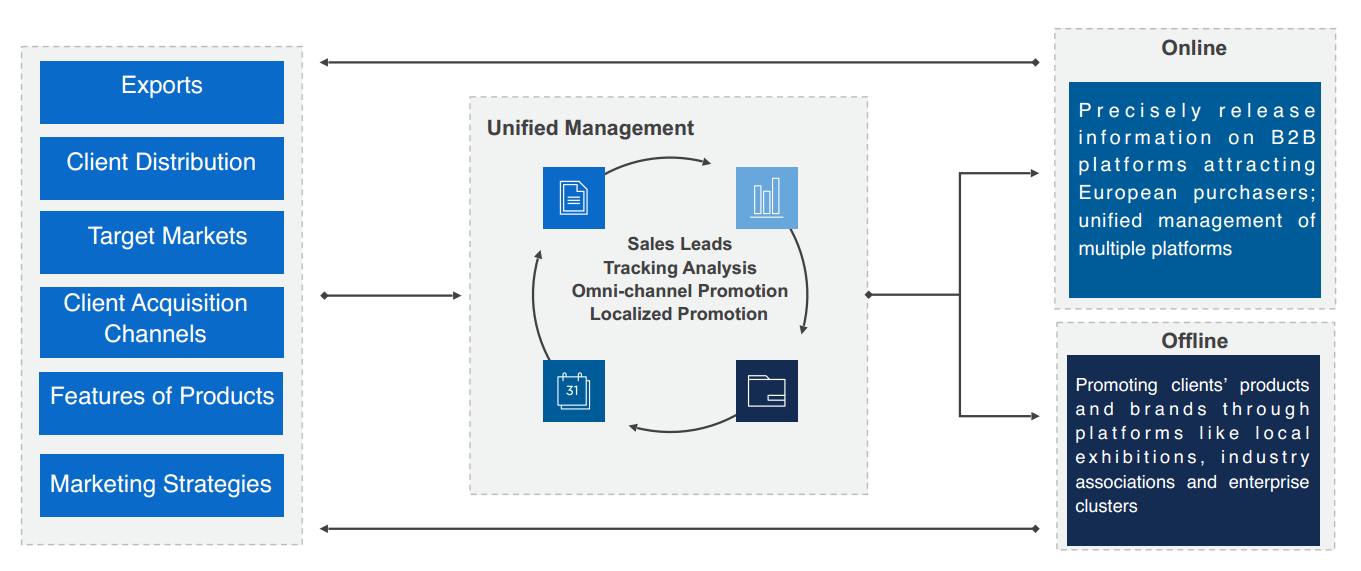 Exports
Client Distribution
Target Markets
Client Acquisition
Channels
Features of Products
Marketing Strategies
Unified Management
31
Sales Leads
Tracking Analysis
Omni-channel Promotion
Localized Promotion
Online
Precisely release
information on B2B
platforms attracting
European purchasers;
unified management of
multiple platforms
Offline
Promoting clients’ products
and brands through
platforms like local
exhibitions, industry
associations and enterprise
clusters